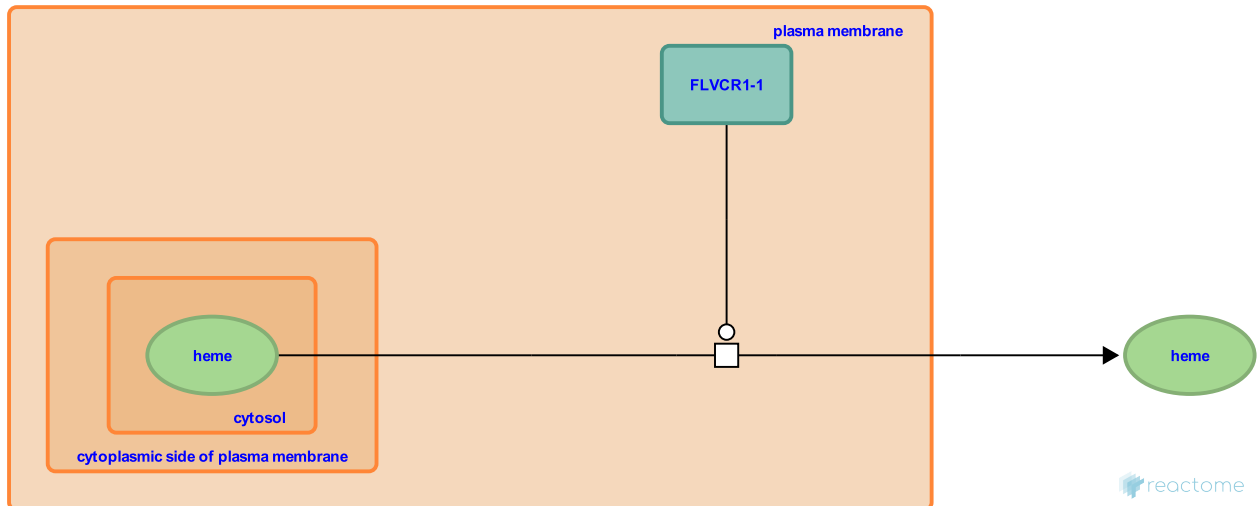 plasma membrane
FLVCR1-1
heme
heme
cytosol
cytoplasmic side of plasma membrane
reactome